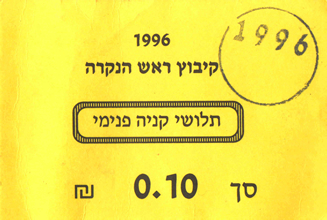 1996
קיבוץ ראש הנקרה
1996
תלושי קניה פנימי
סך 0.10 ₪